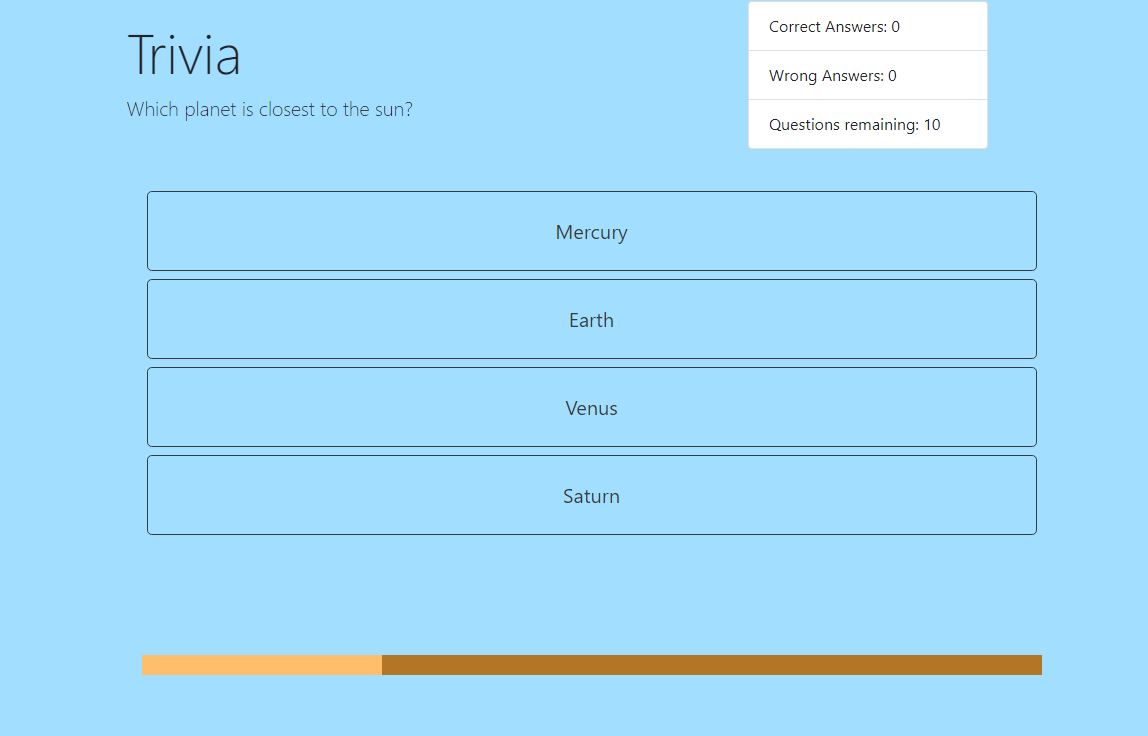 Trivia
Which planet is closest to the sun?
Correct Answers: 0
Wrong Answers: 0
Questions remaining: 10
Mercury
Earth
Venus
Saturn